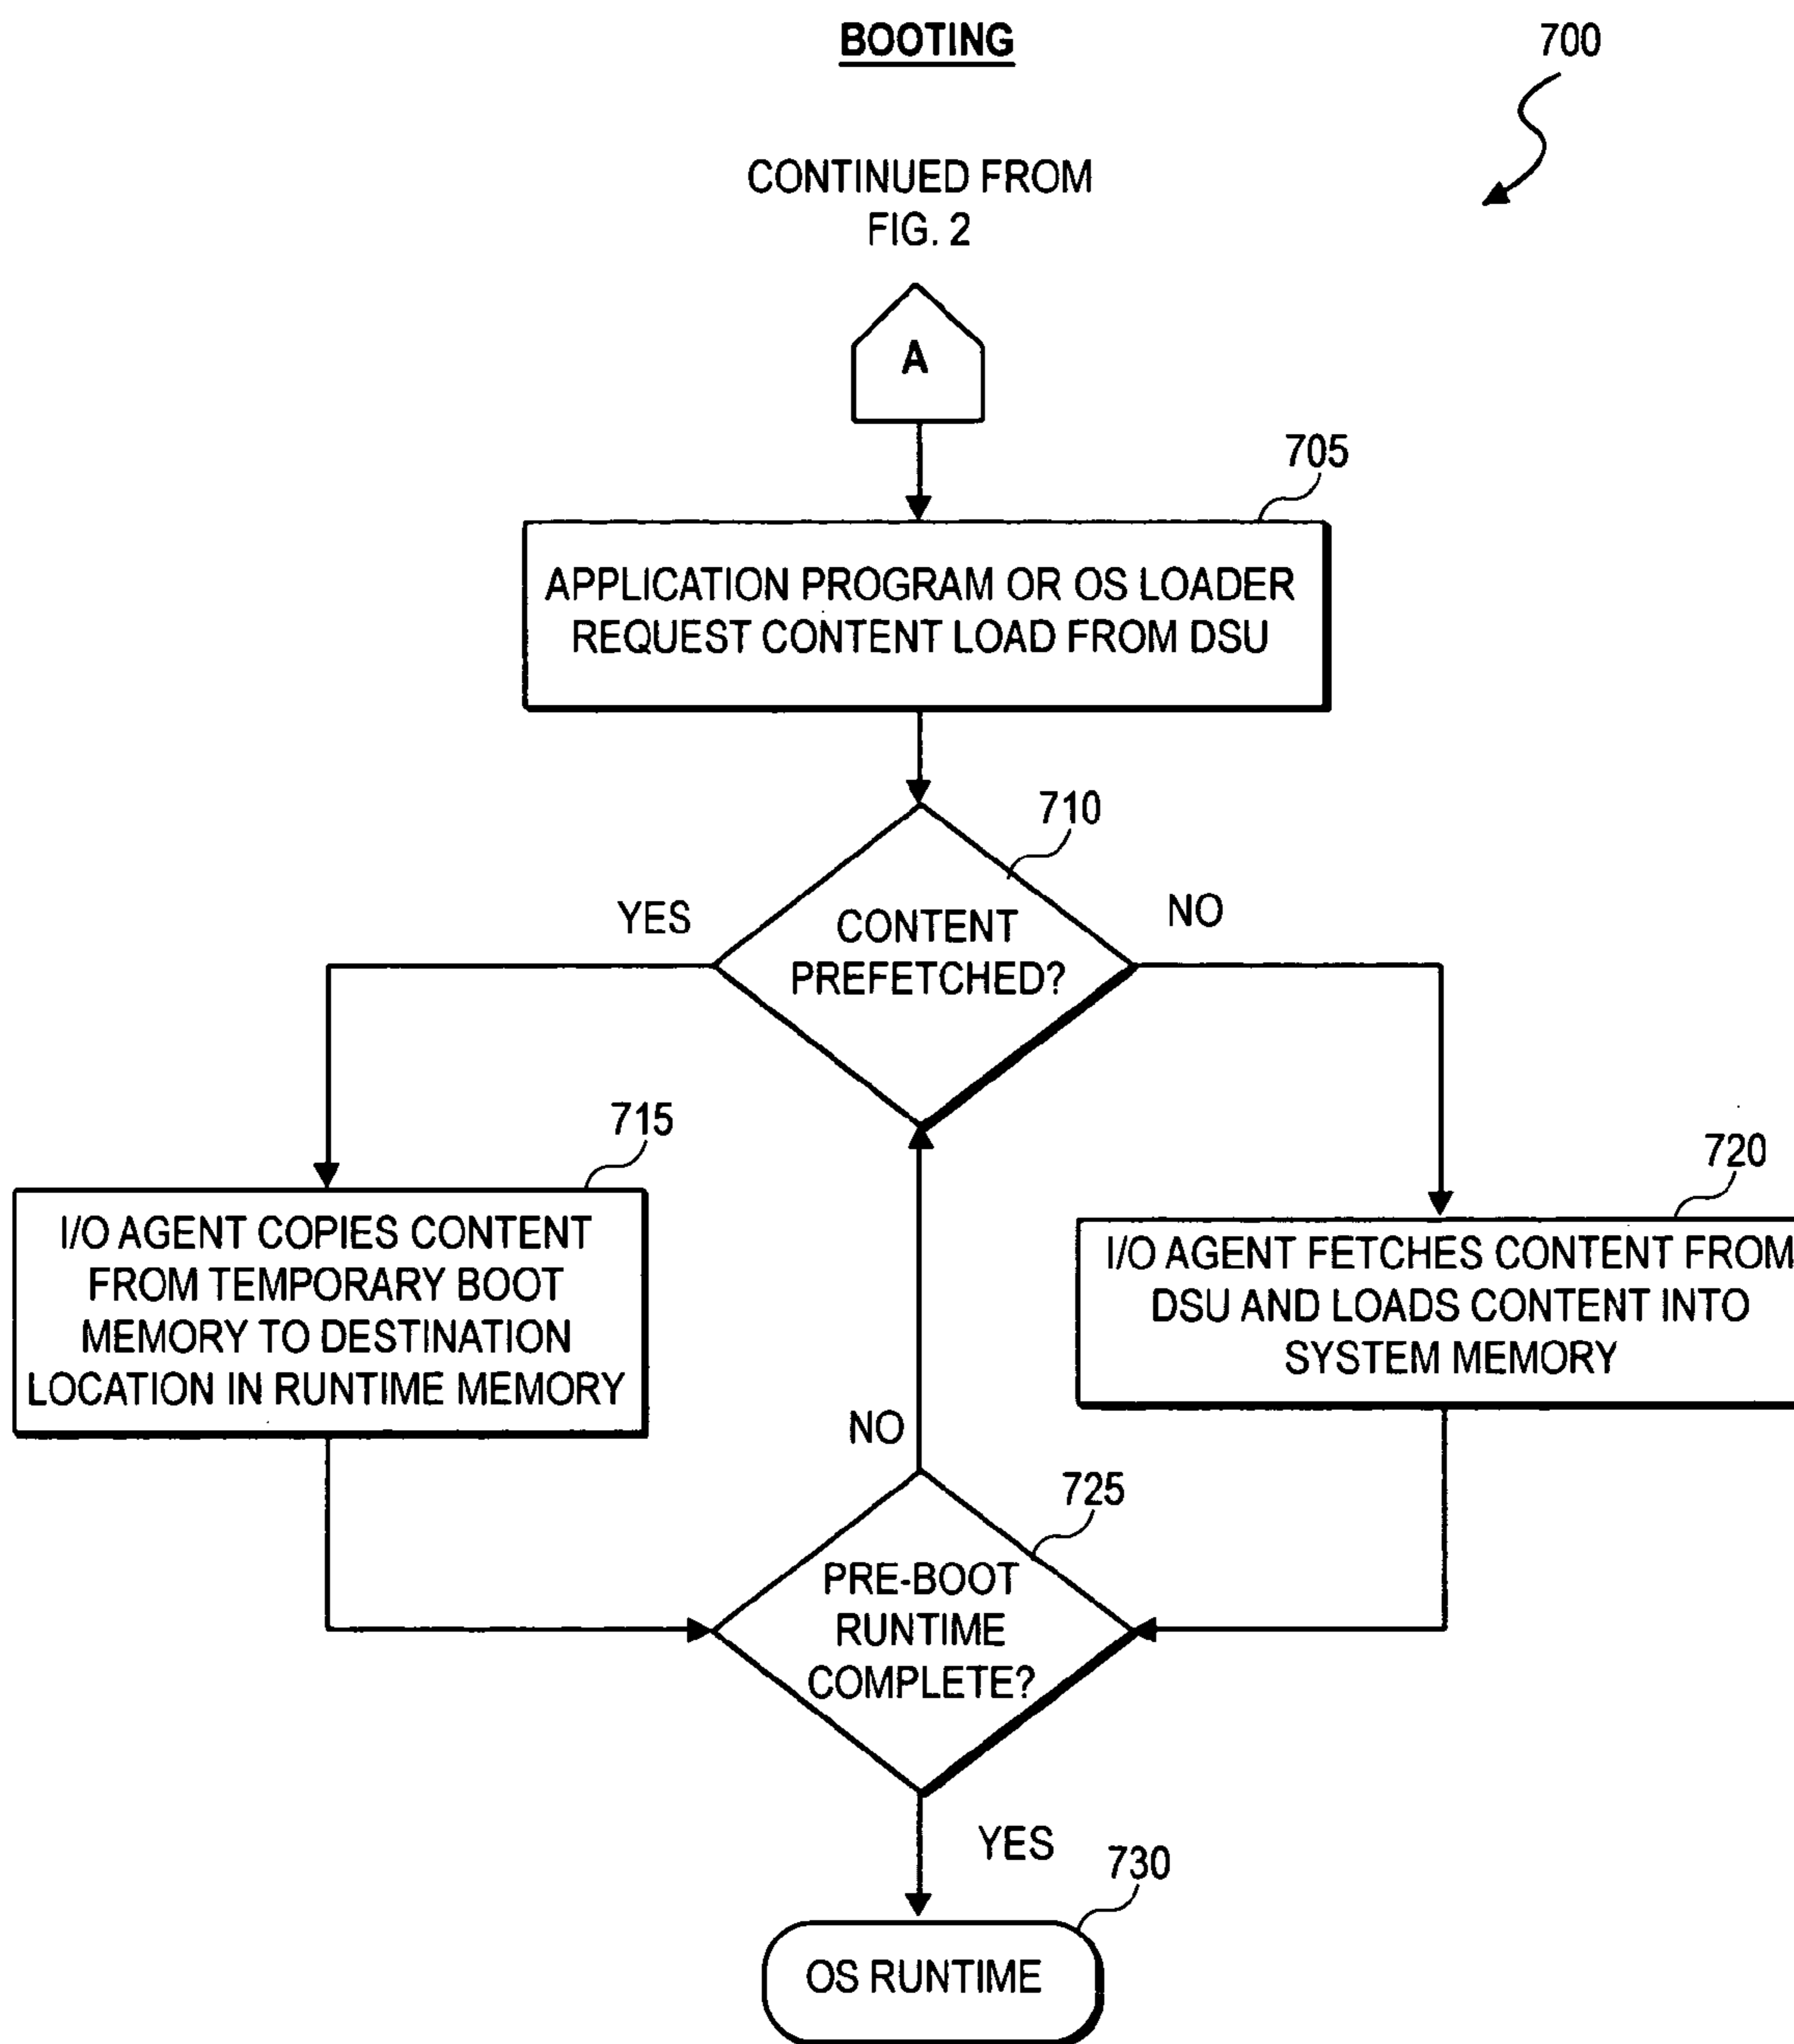 BOOTING
700
CONTINUED FROM
FIG. 2
A
705
APPLICATION PROGRAM OR OS LOADER
REQUEST CONTENT LOAD FROM DSU
710
YES
NO
CONTENT
PREFETCHED?
715
I/O AGENT COPIES CONTENT
FROM TEMPORARY BOOT
MEMORY TO DESTINATION
LOCATION IN RUNTIME MEMORY
720
I/O AGENT FETCHES CONTENT FROM
DSU AND LOADS CONTENT INTO
SYSTEM MEMORY
NO
725
PRE-BOOT
RUNTIME
COMPLETE?
YES
730
OS RUNTIME